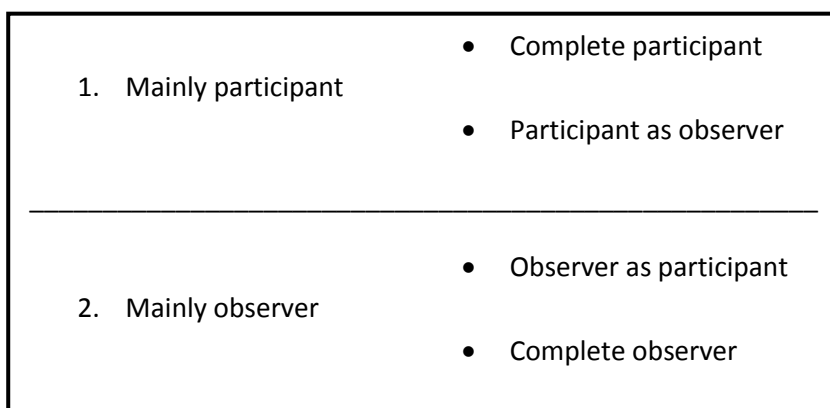 • Complete participant
1. Mainly participant
• Participant as observer
• Observer as participant
2. Mainly observer
• Complete observer